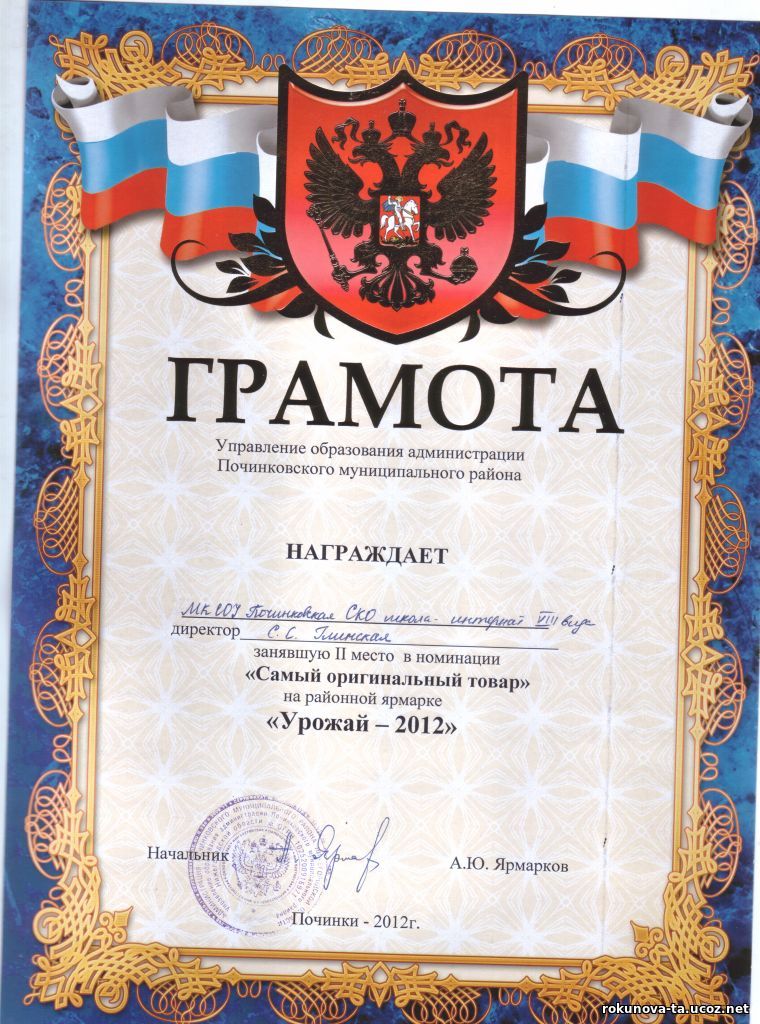 ГРАМОТА
Управление образования администрации
Починковского муниципального района
НАГРАЖДАЕТ
МКСОУ Починковская СКО школа- интернат VIII вида
директор С. С. Глинская
занявшую II место в номинации
«Самый оригинальный товар»
на районной ярмарке
«Урожай – 2012»
Начальник А.Ю. Ярмарков
Починки - 2012г.
rokunova-ta.ucoz.net